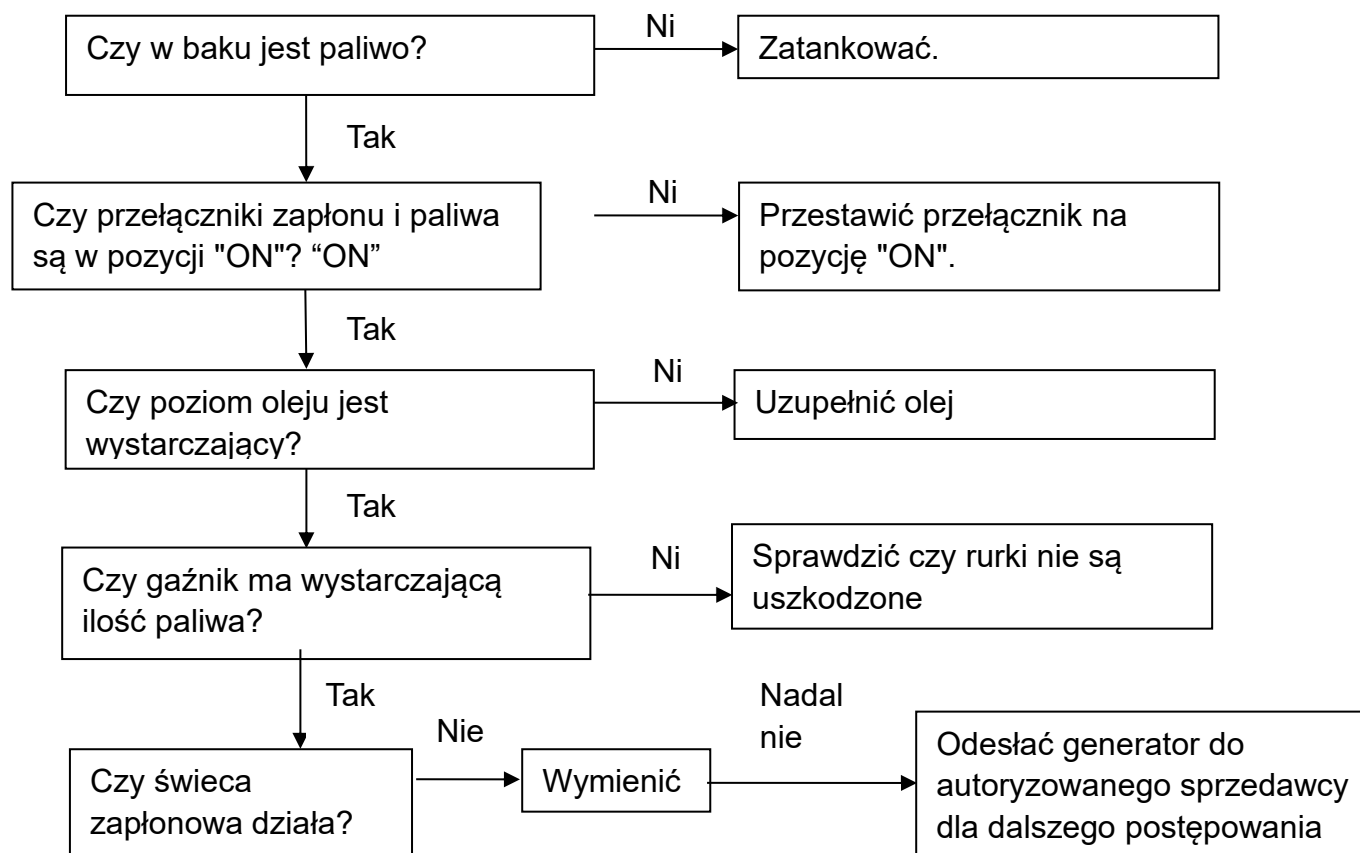 Czy w baku jest paliwo?
Ni
Zatankować.
Tak
Czy przełączniki zapłonu i paliwa
są w pozycji "ON"? “ON”
Ni
Przestawić przełącznik na
pozycję "ON".
Tak
Czy poziom oleju jest
wystarczający?
Ni
Uzupełnić olej
Tak
Czy gaźnik ma wystarczającą
ilość paliwa?
Ni
Sprawdzić czy rurki nie są
uszkodzone
Tak
Czy świeca
zapłonowa działa?
Nie
Wymienić
Nadal
nie
Odesłać generator do
autoryzowanego sprzedawcy
dla dalszego postępowania